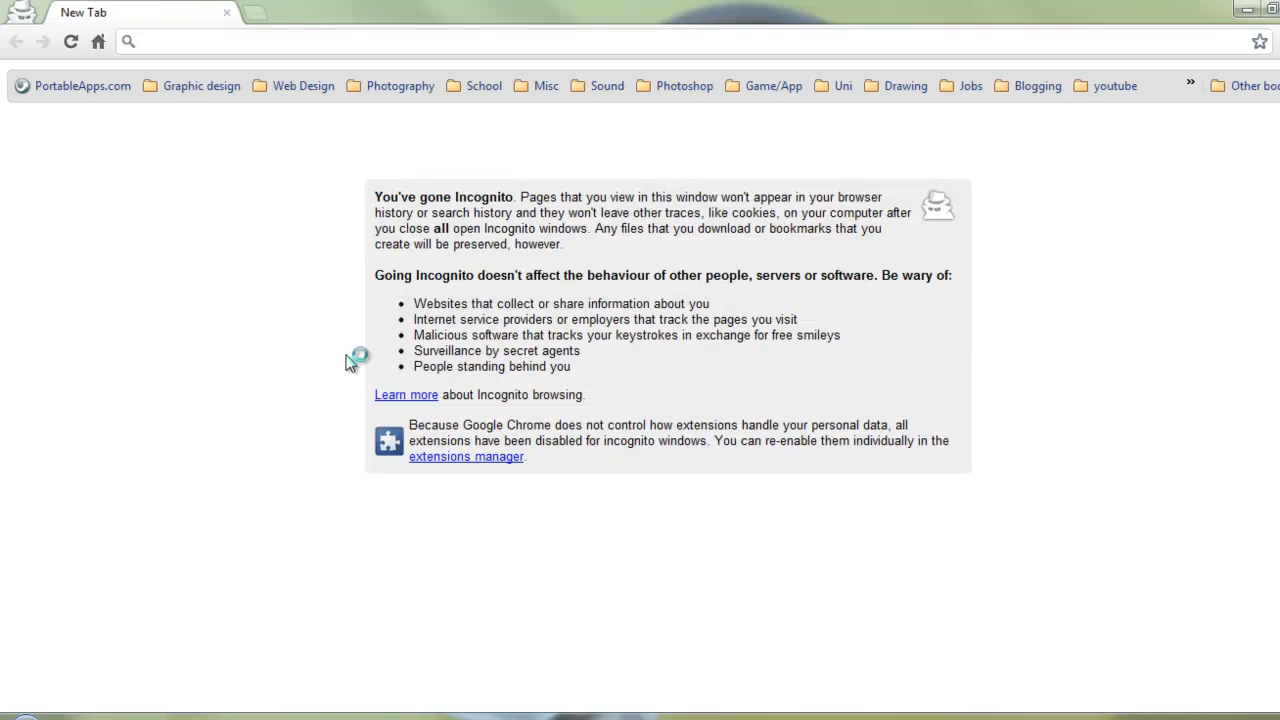 New Tab
PortableApps.com Graphic design Web Design Photography School Misc Sound Photoshop Game/App Uni Drawing Jobs Blogging youtube » Other boo
You've gone Incognito. Pages that you view in this window won't appear in your browser
history or search history and they won't leave other traces, like cookies, on your computer after
you close all open Incognito windows. Any files that you download or bookmarks that you
create will be preserved, however.
Going Incognito doesn't affect the behaviour of other people, servers or software. Be wary of:
• Websites that collect or share information about you
• Internet service providers or employers that track the pages you visit
• Malicious software that tracks your keystrokes in exchange for free smileys
• Surveillance by secret agents
• People standing behind you
Learn more about Incognito browsing.
Because Google Chrome does not control how extensions handle your personal data, all
extensions have been disabled for incognito windows. You can re-enable them individually in the
extensions manager.